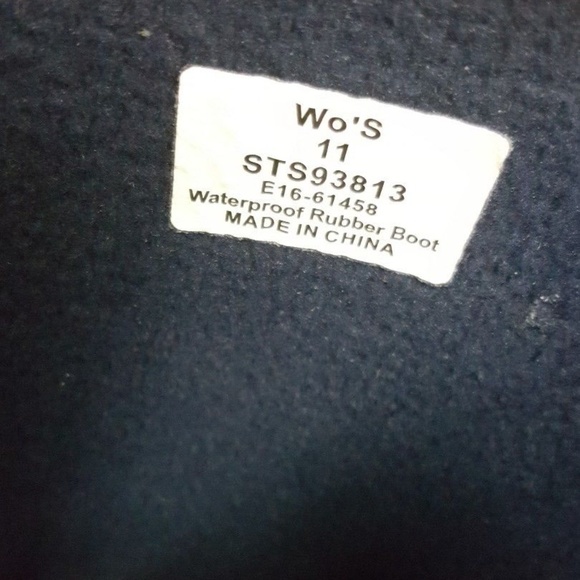 Wo'S
11
STS93813
E16-61458
Waterproof Rubber Boot
MADE IN CHINA